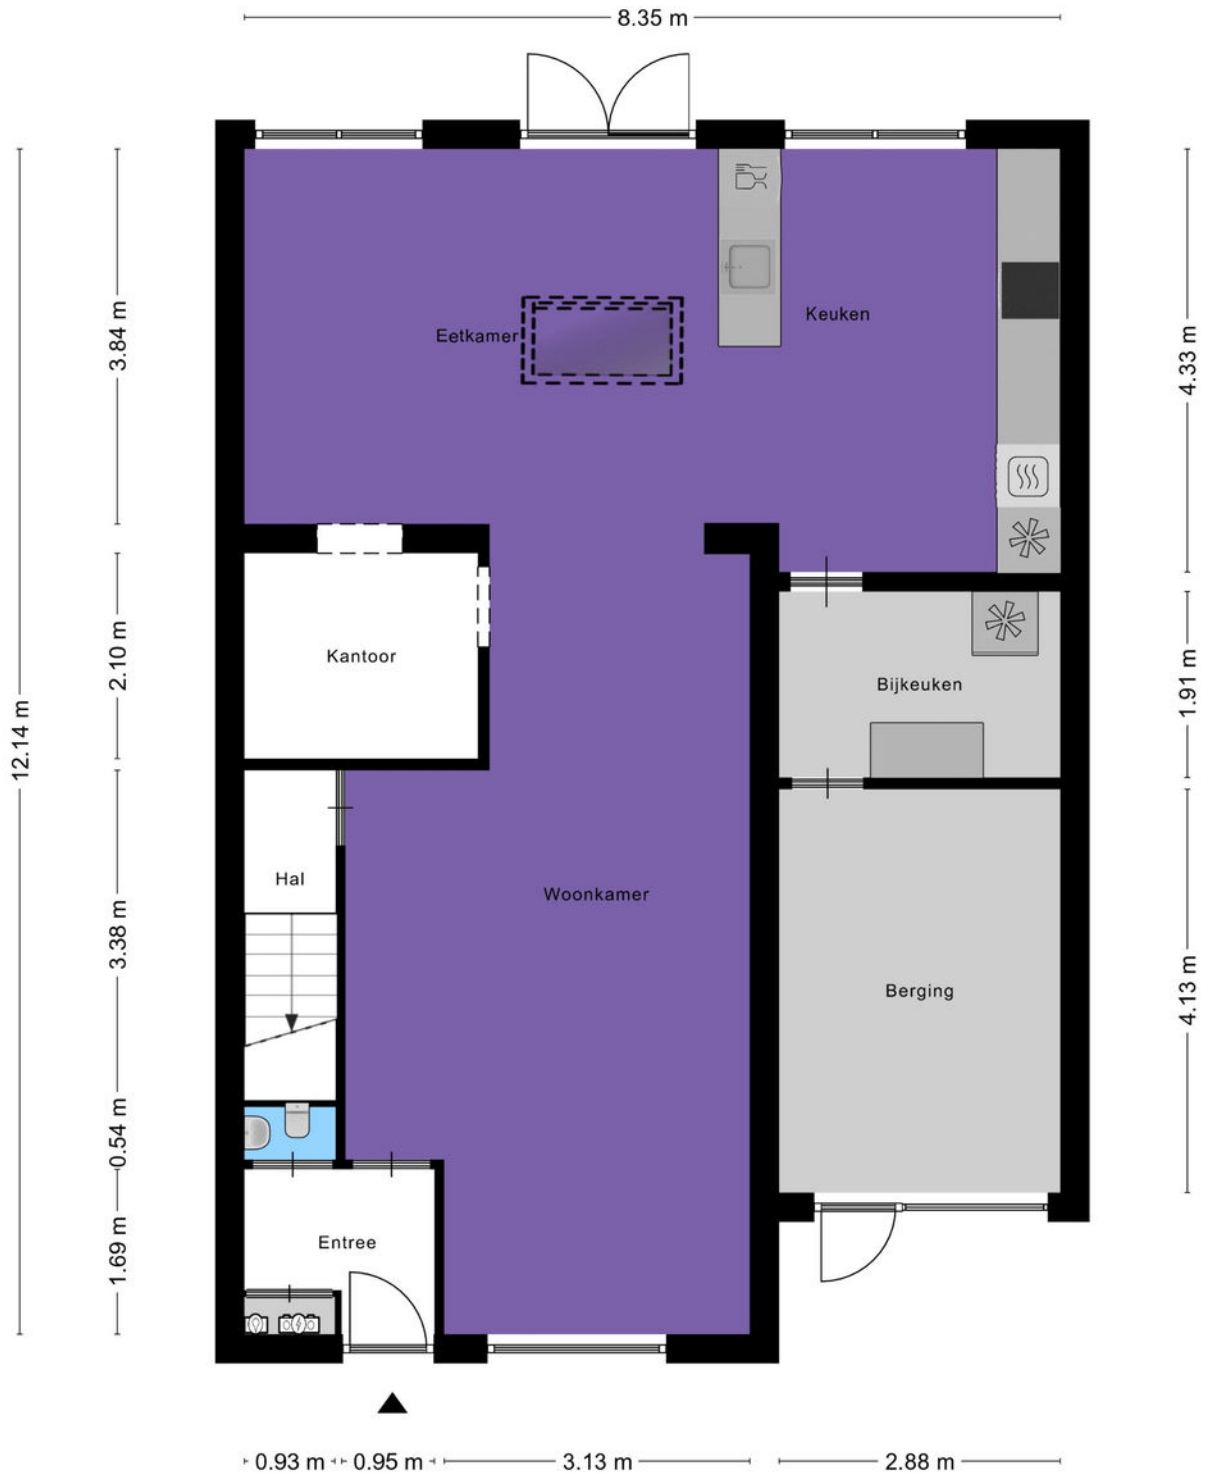 8.35 m
3.84 m
Eetkamer
Keuken
4.33 m
2.10 m
Kantoor
12.14 m
Bijkeuken
1.91 m
Hal
Woonkamer
3.38 m
Berging
4.13 m
0.54 m
1.69 m
Entree
0.93 m
0.95 m
3.13 m
2.88 m